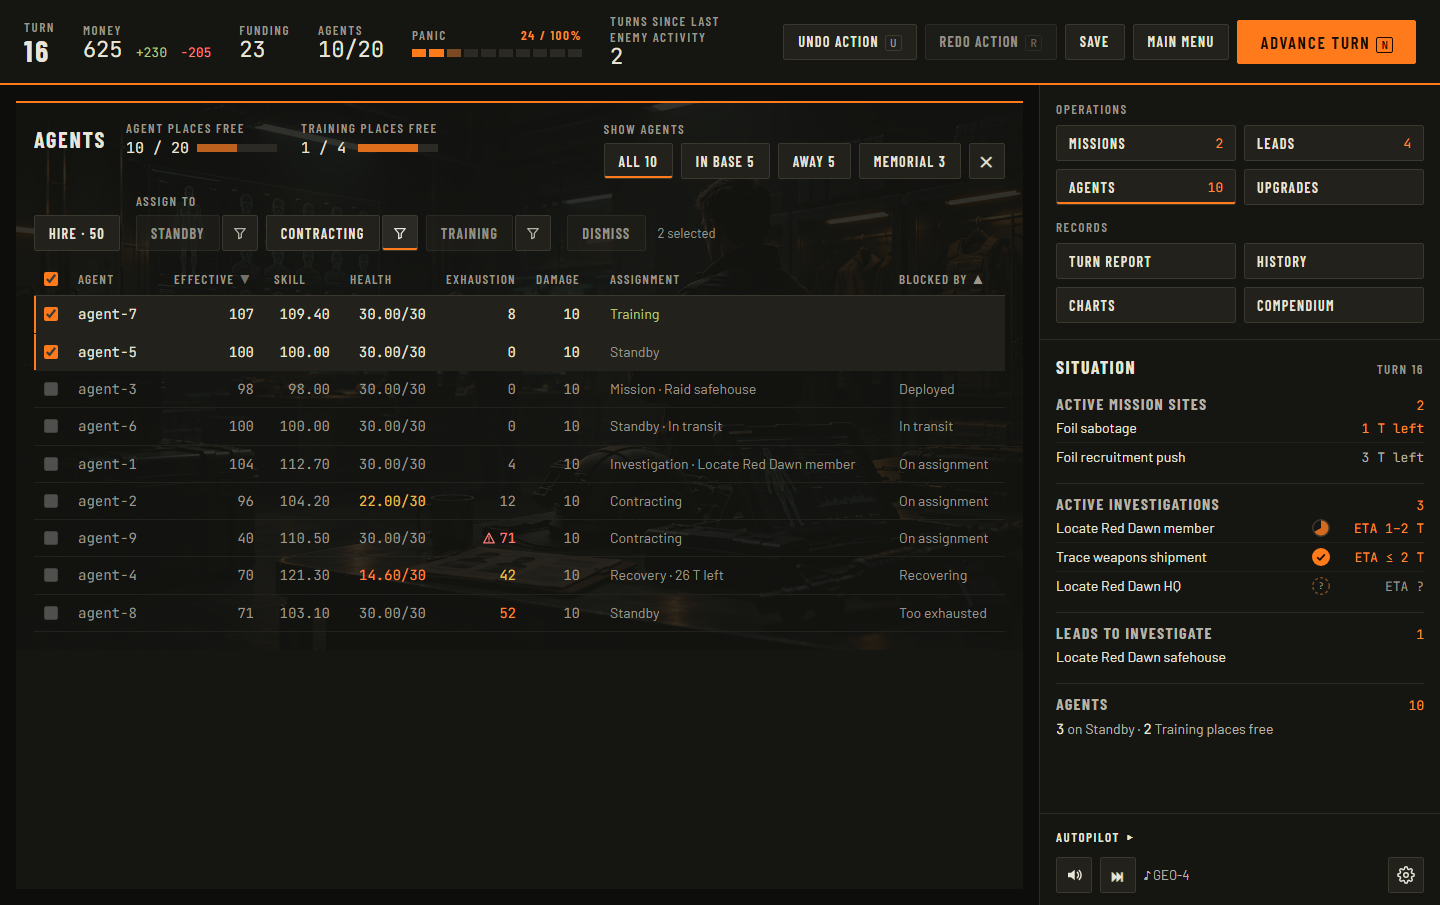 TURN
16
MONEY
625 +230 -205
FUNDING
23
AGENTS
10/20
PANIC 24 / 100%
TURNS SINCE LAST
ENEMY ACTIVITY
2
UNDO ACTION U
REDO ACTION R
SAVE
MAIN MENU
ADVANCE TURN N
AGENTS
AGENT PLACES FREE
10 / 20
TRAINING PLACES FREE
1 / 4
SHOW AGENTS
ALL 10
IN BASE 5
AWAY 5
MEMORIAL 3
ASSIGN TO
HIRE · 50
STANDBY
CONTRACTING
TRAINING
DISMISS
2 selected
AGENT EFFECTIVE ▼ SKILL HEALTH EXHAUSTION DAMAGE ASSIGNMENT BLOCKED BY ▲
agent-7 107 109.40 30.00/30 8 10 Training
agent-5 100 100.00 30.00/30 0 10 Standby
agent-3 98 98.00 30.00/30 0 10 Mission · Raid safehouse Deployed
agent-6 100 100.00 30.00/30 0 10 Standby · In transit In transit
agent-1 104 112.70 30.00/30 4 10 Investigation · Locate Red Dawn member On assignment
agent-2 96 104.20 22.00/30 12 10 Contracting On assignment
agent-9 40 110.50 30.00/30 71 10 Contracting On assignment
agent-4 70 121.30 14.60/30 42 10 Recovery · 26 T left Recovering
agent-8 71 103.10 30.00/30 52 10 Standby Too exhausted
OPERATIONS
MISSIONS 2
LEADS 4
AGENTS 10
UPGRADES
RECORDS
TURN REPORT
HISTORY
CHARTS
COMPENDIUM
SITUATION TURN 16
ACTIVE MISSION SITES 2
Foil sabotage 1 T left
Foil recruitment push 3 T left
ACTIVE INVESTIGATIONS 3
Locate Red Dawn member ETA 1–2 T
Trace weapons shipment ETA ≤ 2 T
Locate Red Dawn HQ ? ETA ?
LEADS TO INVESTIGATE 1
Locate Red Dawn safehouse
AGENTS 10
3 on Standby · 2 Training places free
AUTOPILOT ▸
♪ GEO-4